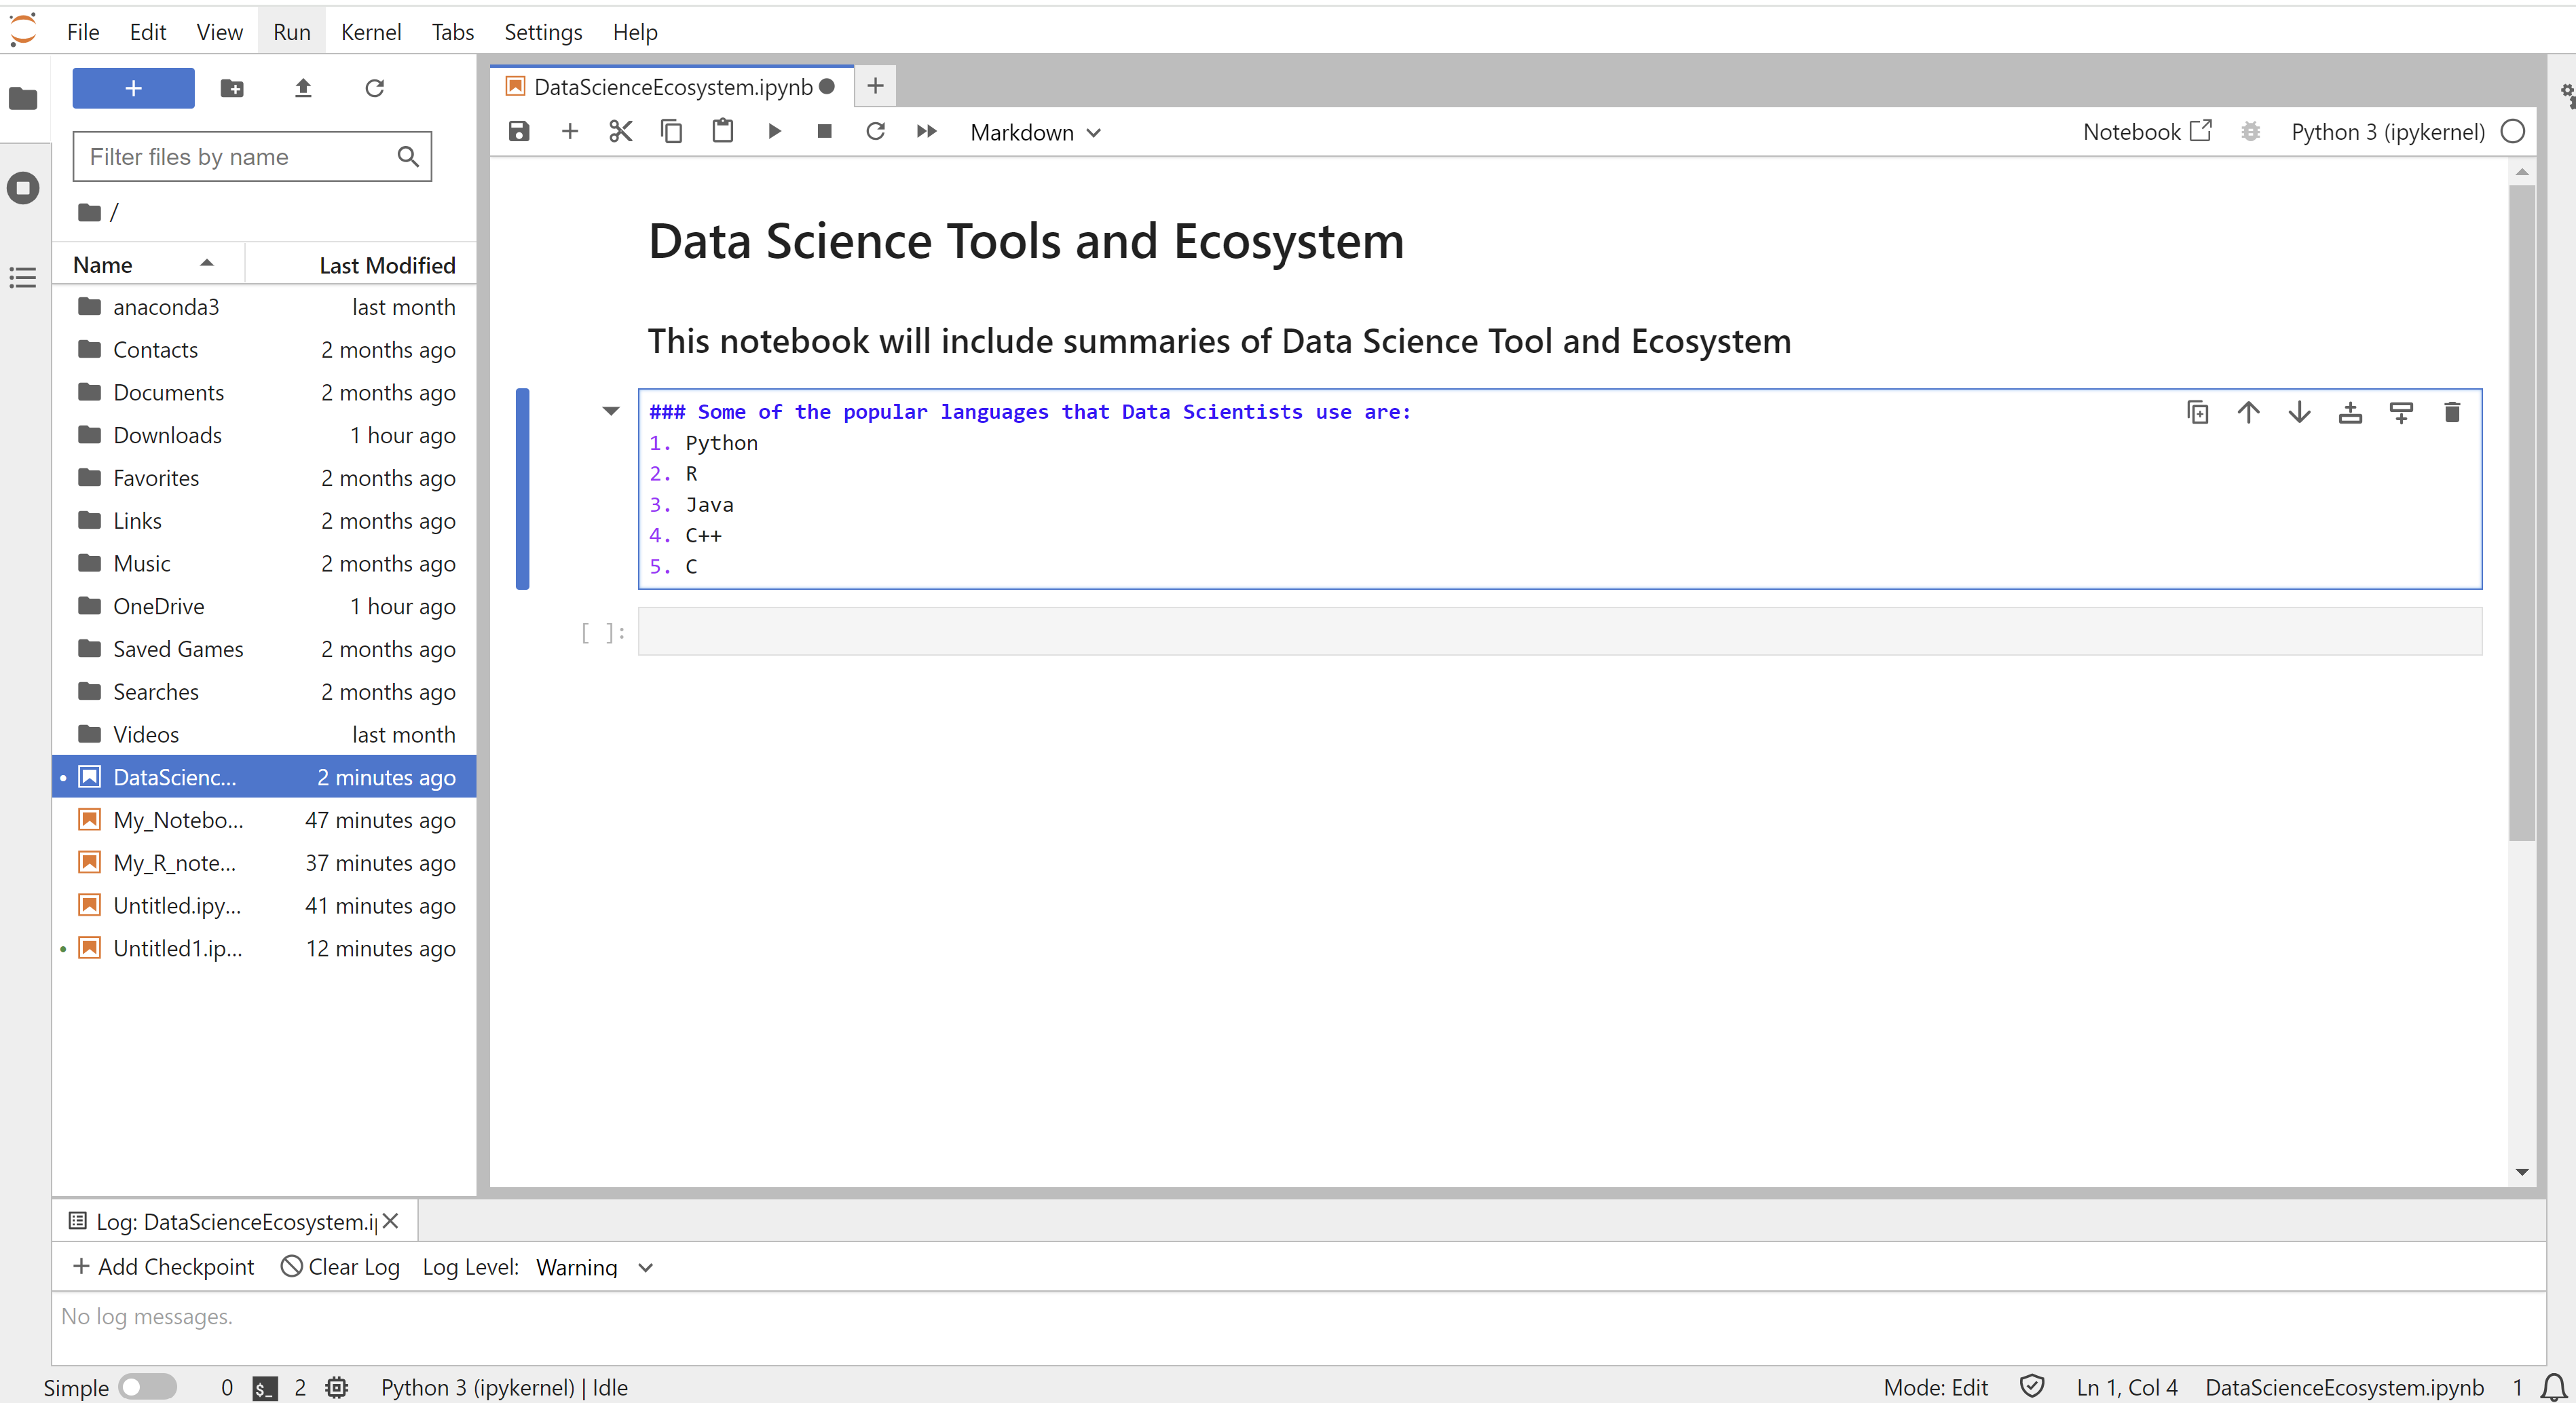 File Edit View Run Kernel Tabs Settings Help
DataScienceEcosystem.ipynb
Filter files by name
Markdown
Notebook
Python 3 (ipykernel)
/
Name Last Modified
anaconda3 last month
Contacts 2 months ago
Documents 2 months ago
Downloads 1 hour ago
Favorites 2 months ago
Links 2 months ago
Music 2 months ago
OneDrive 1 hour ago
Saved Games 2 months ago
Searches 2 months ago
Videos last month
DataScienc... 2 minutes ago
My_Notebo... 47 minutes ago
My_R_note... 37 minutes ago
Untitled.ipy... 41 minutes ago
Untitled1.ip... 12 minutes ago
Data Science Tools and Ecosystem
This notebook will include summaries of Data Science Tool and Ecosystem
### Some of the popular languages that Data Scientists use are:
1. Python
2. R
3. Java
4. C++
5. C
[ ]:
Log: DataScienceEcosystem.i
+ Add Checkpoint Clear Log Log Level: Warning
No log messages.
Simple 0 $_ 2 Python 3 (ipykernel) | Idle Mode: Edit Ln 1, Col 4 DataScienceEcosystem.ipynb 1